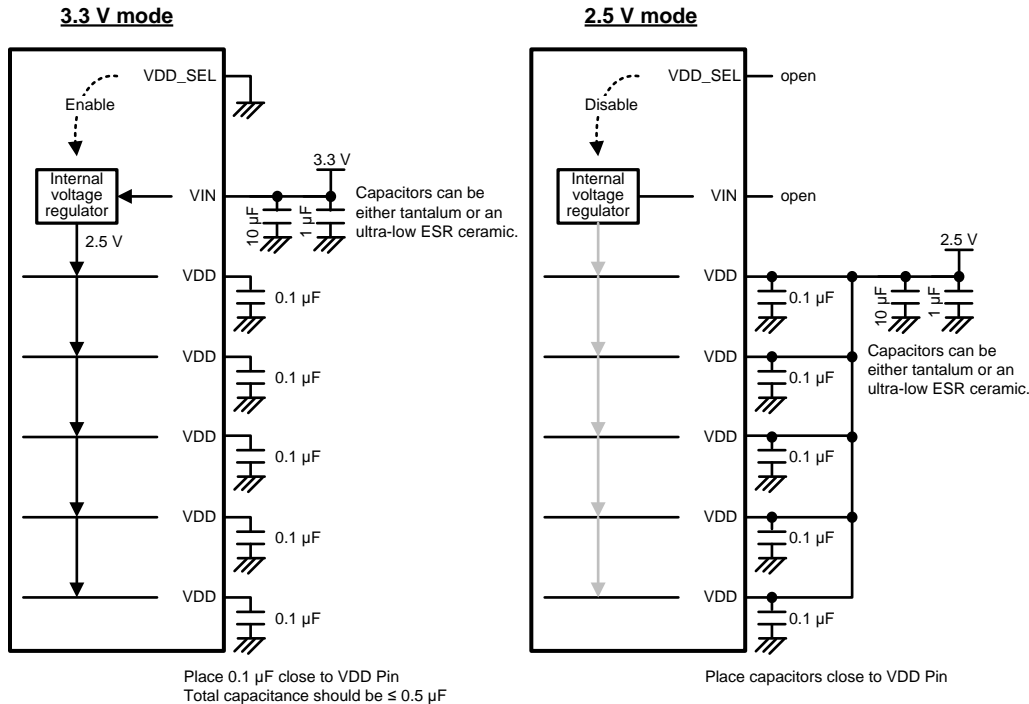 3.3 V mode
VDD_SEL
Enable
3.3 V
Internal
voltage
regulator
VIN
10 µF
1 µF
Capacitors can be
either tantalum or an
ultra-low ESR ceramic.
2.5 V
VDD
0.1 µF
VDD
0.1 µF
VDD
0.1 µF
VDD
0.1 µF
VDD
0.1 µF
Place 0.1 µF close to VDD Pin
Total capacitance should be ≤ 0.5 µF
2.5 V mode
VDD_SEL
open
Disable
Internal
voltage
regulator
VIN
open
2.5 V
VDD
0.1 µF
10 µF
1 µF
Capacitors can be
either tantalum or an
ultra-low ESR ceramic.
VDD
0.1 µF
VDD
0.1 µF
VDD
0.1 µF
VDD
0.1 µF
Place capacitors close to VDD Pin